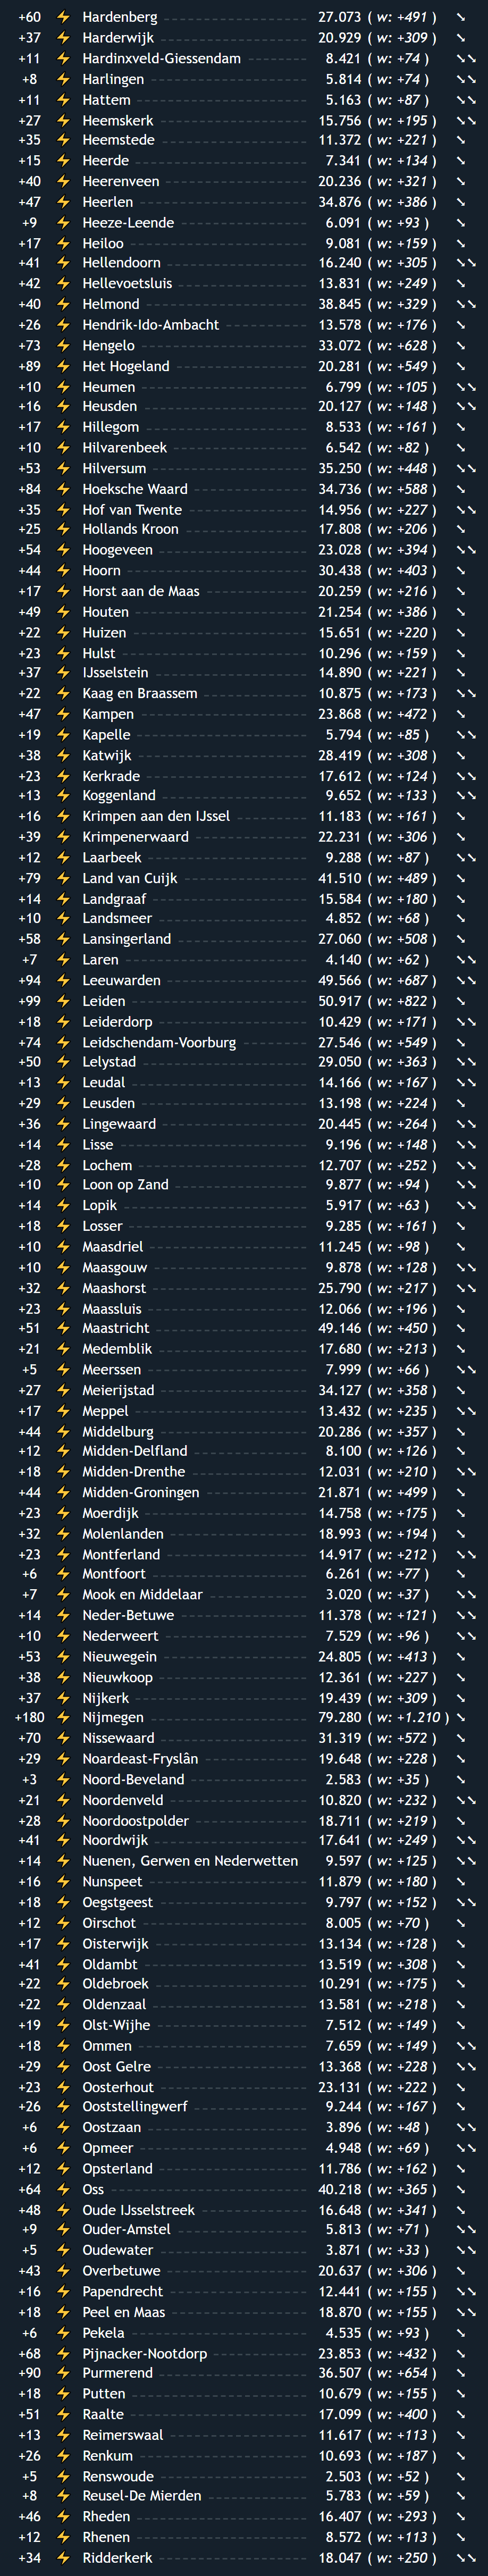 +60 ⚡ Hardenberg 27.073 ( w: +491 ) ↘
+37 ⚡ Harderwijk 20.929 ( w: +309 ) ↘
+11 ⚡ Hardinxveld-Giessendam 8.421 ( w: +74 ) ↘↘
+8 ⚡ Harlingen 5.814 ( w: +74 ) ↘↘
+11 ⚡ Hattem 5.163 ( w: +87 ) ↘↘
+27 ⚡ Heemskerk 15.756 ( w: +195 ) ↘↘
+35 ⚡ Heemstede 11.372 ( w: +221 ) ↘
+15 ⚡ Heerde 7.341 ( w: +134 ) ↘
+40 ⚡ Heerenveen 20.236 ( w: +321 ) ↘
+47 ⚡ Heerlen 34.876 ( w: +386 ) ↘
+9 ⚡ Heeze-Leende 6.091 ( w: +93 ) ↘
+17 ⚡ Heiloo 9.081 ( w: +159 ) ↘
+41 ⚡ Hellendoorn 16.240 ( w: +305 ) ↘↘
+42 ⚡ Hellevoetsluis 13.831 ( w: +249 ) ↘
+40 ⚡ Helmond 38.845 ( w: +329 ) ↘↘
+26 ⚡ Hendrik-Ido-Ambacht 13.578 ( w: +176 ) ↘
+73 ⚡ Hengelo 33.072 ( w: +628 ) ↘
+89 ⚡ Het Hogeland 20.281 ( w: +549 ) ↘
+10 ⚡ Heumen 6.799 ( w: +105 ) ↘↘
+16 ⚡ Heusden 20.127 ( w: +148 ) ↘↘
+17 ⚡ Hillegom 8.533 ( w: +161 ) ↘
+10 ⚡ Hilvarenbeek 6.542 ( w: +82 ) ↘
+53 ⚡ Hilversum 35.250 ( w: +448 ) ↘↘
+84 ⚡ Hoeksche Waard 34.736 ( w: +588 ) ↘
+35 ⚡ Hof van Twente 14.956 ( w: +227 ) ↘↘
+25 ⚡ Hollands Kroon 17.808 ( w: +206 ) ↘
+54 ⚡ Hoogeveen 23.028 ( w: +394 ) ↘↘
+44 ⚡ Hoorn 30.438 ( w: +403 ) ↘
+17 ⚡ Horst aan de Maas 20.259 ( w: +216 ) ↘
+49 ⚡ Houten 21.254 ( w: +386 ) ↘
+22 ⚡ Huizen 15.651 ( w: +220 ) ↘
+23 ⚡ Hulst 10.296 ( w: +159 ) ↘
+37 ⚡ IJsselstein 14.890 ( w: +221 ) ↘
+22 ⚡ Kaag en Braassem 10.875 ( w: +173 ) ↘↘
+47 ⚡ Kampen 23.868 ( w: +472 ) ↘
+19 ⚡ Kapelle 5.794 ( w: +85 ) ↘↘
+38 ⚡ Katwijk 28.419 ( w: +308 ) ↘
+23 ⚡ Kerkrade 17.612 ( w: +124 ) ↘↘
+13 ⚡ Koggenland 9.652 ( w: +133 ) ↘↘
+16 ⚡ Krimpen aan den IJssel 11.183 ( w: +161 ) ↘
+39 ⚡ Krimpenerwaard 22.231 ( w: +306 ) ↘
+12 ⚡ Laarbeek 9.288 ( w: +87 ) ↘↘
+79 ⚡ Land van Cuijk 41.510 ( w: +489 ) ↘
+14 ⚡ Landgraaf 15.584 ( w: +180 ) ↘
+10 ⚡ Landsmeer 4.852 ( w: +68 ) ↘
+58 ⚡ Lansingerland 27.060 ( w: +508 ) ↘
+7 ⚡ Laren 4.140 ( w: +62 ) ↘↘
+94 ⚡ Leeuwarden 49.566 ( w: +687 ) ↘↘
+99 ⚡ Leiden 50.917 ( w: +822 ) ↘
+18 ⚡ Leiderdorp 10.429 ( w: +171 ) ↘↘
+74 ⚡ Leidschendam-Voorburg 27.546 ( w: +549 ) ↘
+50 ⚡ Lelystad 29.050 ( w: +363 ) ↘↘
+13 ⚡ Leudal 14.166 ( w: +167 ) ↘↘
+29 ⚡ Leusden 13.198 ( w: +224 ) ↘
+36 ⚡ Lingewaard 20.445 ( w: +264 ) ↘↘
+14 ⚡ Lisse 9.196 ( w: +148 ) ↘↘
+28 ⚡ Lochem 12.707 ( w: +252 ) ↘↘
+10 ⚡ Loon op Zand 9.877 ( w: +94 ) ↘↘
+14 ⚡ Lopik 5.917 ( w: +63 ) ↘↘
+18 ⚡ Losser 9.285 ( w: +161 ) ↘
+10 ⚡ Maasdriel 11.245 ( w: +98 ) ↘
+10 ⚡ Maasgouw 9.878 ( w: +128 ) ↘↘
+32 ⚡ Maashorst 25.790 ( w: +217 ) ↘↘
+23 ⚡ Maassluis 12.066 ( w: +196 ) ↘
+51 ⚡ Maastricht 49.146 ( w: +450 ) ↘
+21 ⚡ Medemblik 17.680 ( w: +213 ) ↘
+5 ⚡ Meerssen 7.999 ( w: +66 ) ↘↘
+27 ⚡ Meierijstad 34.127 ( w: +358 ) ↘
+17 ⚡ Meppel 13.432 ( w: +235 ) ↘↘
+44 ⚡ Middelburg 20.286 ( w: +357 ) ↘
+12 ⚡ Midden-Delfland 8.100 ( w: +126 ) ↘
+18 ⚡ Midden-Drenthe 12.031 ( w: +210 ) ↘↘
+44 ⚡ Midden-Groningen 21.871 ( w: +499 ) ↘
+23 ⚡ Moerdijk 14.758 ( w: +175 ) ↘
+32 ⚡ Molenlanden 18.993 ( w: +194 ) ↘
+23 ⚡ Montferland 14.917 ( w: +212 ) ↘↘
+6 ⚡ Montfoort 6.261 ( w: +77 ) ↘
+7 ⚡ Mook en Middelaar 3.020 ( w: +37 ) ↘↘
+14 ⚡ Neder-Betuwe 11.378 ( w: +121 ) ↘↘
+10 ⚡ Nederweert 7.529 ( w: +96 ) ↘↘
+53 ⚡ Nieuwegein 24.805 ( w: +413 ) ↘
+38 ⚡ Nieuwkoop 12.361 ( w: +227 ) ↘
+37 ⚡ Nijkerk 19.439 ( w: +309 ) ↘
+180 ⚡ Nijmegen 79.280 ( w: +1.210 ) ↘
+70 ⚡ Nissewaard 31.319 ( w: +572 ) ↘
+29 ⚡ Noardeast-Fryslân 19.648 ( w: +228 ) ↘
+3 ⚡ Noord-Beveland 2.583 ( w: +35 ) ↘
+21 ⚡ Noordenveld 10.820 ( w: +232 ) ↘↘
+28 ⚡ Noordoostpolder 18.711 ( w: +219 ) ↘
+41 ⚡ Noordwijk 17.641 ( w: +249 ) ↘↘
+14 ⚡ Nuenen, Gerwen en Nederwetten 9.597 ( w: +125 ) ↘↘
+16 ⚡ Nunspeet 11.879 ( w: +180 ) ↘
+18 ⚡ Oegstgeest 9.797 ( w: +152 ) ↘↘
+12 ⚡ Oirschot 8.005 ( w: +70 ) ↘
+17 ⚡ Oisterwijk 13.134 ( w: +128 ) ↘
+41 ⚡ Oldambt 13.519 ( w: +308 ) ↘
+22 ⚡ Oldebroek 10.291 ( w: +175 ) ↘
+22 ⚡ Oldenzaal 13.581 ( w: +218 ) ↘
+19 ⚡ Olst-Wijhe 7.512 ( w: +149 ) ↘
+18 ⚡ Ommen 7.659 ( w: +149 ) ↘↘
+29 ⚡ Oost Gelre 13.368 ( w: +228 ) ↘↘
+23 ⚡ Oosterhout 23.131 ( w: +222 ) ↘
+26 ⚡ Ooststellingwerf 9.244 ( w: +167 ) ↘
+6 ⚡ Oostzaan 3.896 ( w: +48 ) ↘↘
+6 ⚡ Opmeer 4.948 ( w: +69 ) ↘↘
+12 ⚡ Opsterland 11.786 ( w: +162 ) ↘
+64 ⚡ Oss 40.218 ( w: +365 ) ↘
+48 ⚡ Oude IJsselstreek 16.648 ( w: +341 ) ↘
+9 ⚡ Ouder-Amstel 5.813 ( w: +71 ) ↘↘
+5 ⚡ Oudewater 3.871 ( w: +33 ) ↘↘
+43 ⚡ Overbetuwe 20.637 ( w: +306 ) ↘
+16 ⚡ Papendrecht 12.441 ( w: +155 ) ↘↘
+18 ⚡ Peel en Maas 18.870 ( w: +155 ) ↘↘
+6 ⚡ Pekela 4.535 ( w: +93 ) ↘
+68 ⚡ Pijnacker-Nootdorp 23.853 ( w: +432 ) ↘
+90 ⚡ Purmerend 36.507 ( w: +654 ) ↘
+18 ⚡ Putten 10.679 ( w: +155 ) ↘
+51 ⚡ Raalte 17.099 ( w: +400 ) ↘
+13 ⚡ Reimerswaal 11.617 ( w: +113 ) ↘
+26 ⚡ Renkum 10.693 ( w: +187 ) ↘
+5 ⚡ Renswoude 2.503 ( w: +52 ) ↘
+8 ⚡ Reusel-De Mierden 5.783 ( w: +59 ) ↘
+46 ⚡ Rheden 16.407 ( w: +293 ) ↘
+12 ⚡ Rhenen 8.572 ( w: +113 ) ↘
+34 ⚡ Ridderkerk 18.047 ( w: +250 ) ↘↘